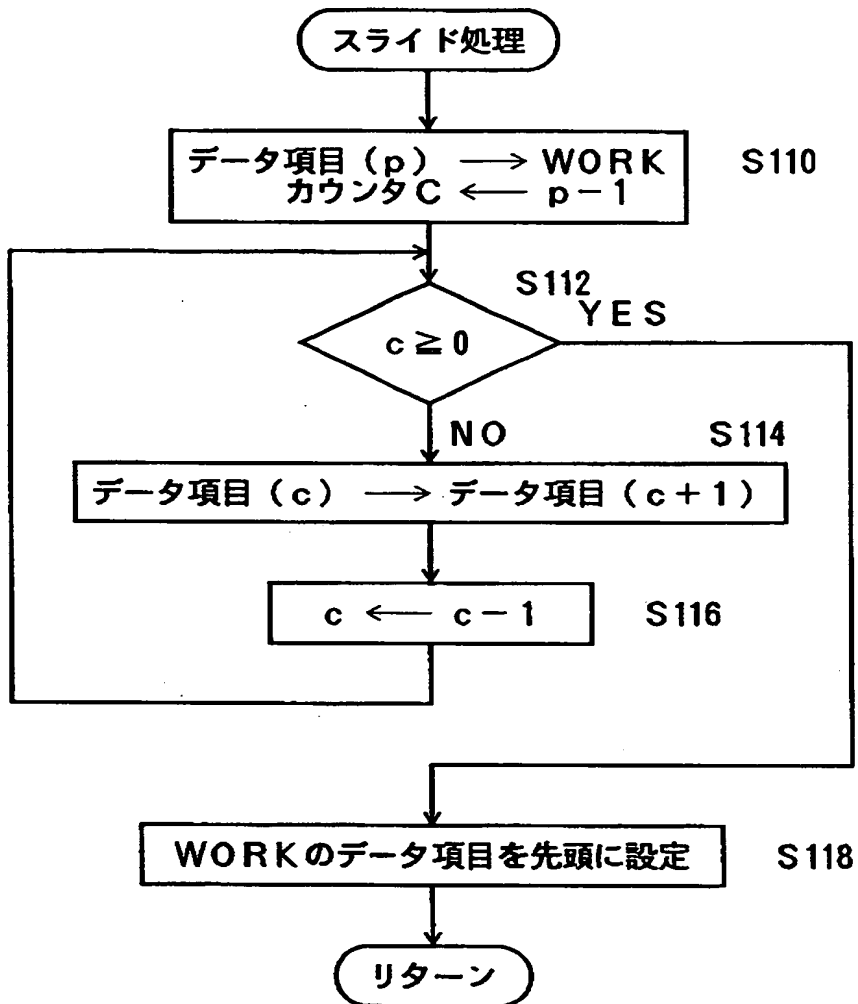 スライド処理
データ項目（p） ⟶ WORK
カウンタC ⟵ p－1
S110
S112
YES
c≧0
NO
S114
データ項目（c） ⟶ データ項目（c＋1）
c ⟵ c－1
S116
WORKのデータ項目を先頭に設定
S118
リターン